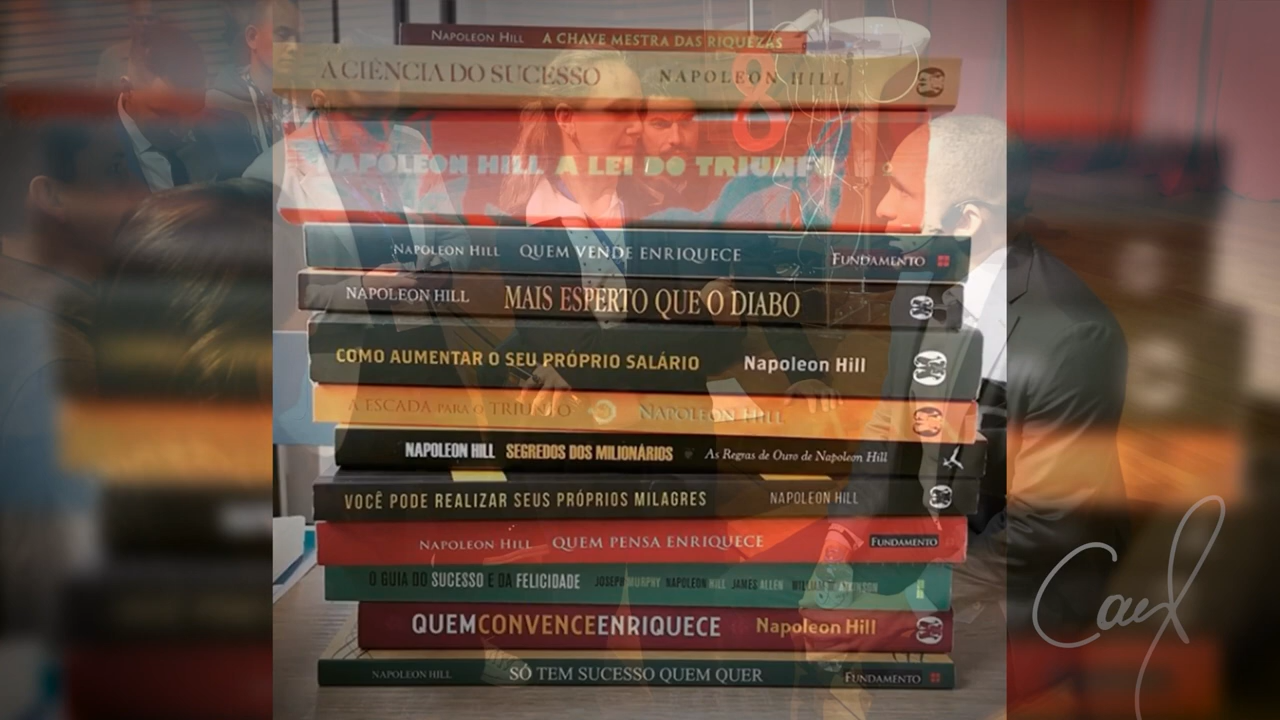 NAPOLEON HILL A CHAVE MESTRA DAS RIQUEZAS
A CIÊNCIA DO SUCESSO NAPOLEON HILL
8
NAPOLEON HILL A LEI DO TRIUNFO
NAPOLEON HILL QUEM VENDE ENRIQUECE FUNDAMENTO
NAPOLEON HILL MAIS ESPERTO QUE O DIABO
COMO AUMENTAR O SEU PRÓPRIO SALÁRIO Napoleon Hill
A ESCADA PARA O TRIUNFO NAPOLEON HILL
NAPOLEON HILL SEGREDOS DOS MILIONÁRIOS As Regras de Ouro de Napoleon Hill
VOCÊ PODE REALIZAR SEUS PRÓPRIOS MILAGRES NAPOLEON HILL
NAPOLEON HILL QUEM PENSA ENRIQUECE FUNDAMENTO
O GUIA DO SUCESSO E DA FELICIDADE JOSEPH MURPHY NAPOLEON HILL JAMES ALLEN WILLIAM W. ATKINSON
QUEMCONVENCEENRIQUECE Napoleon Hill
NAPOLEON HILL SÓ TEM SUCESSO QUEM QUER FUNDAMENTO